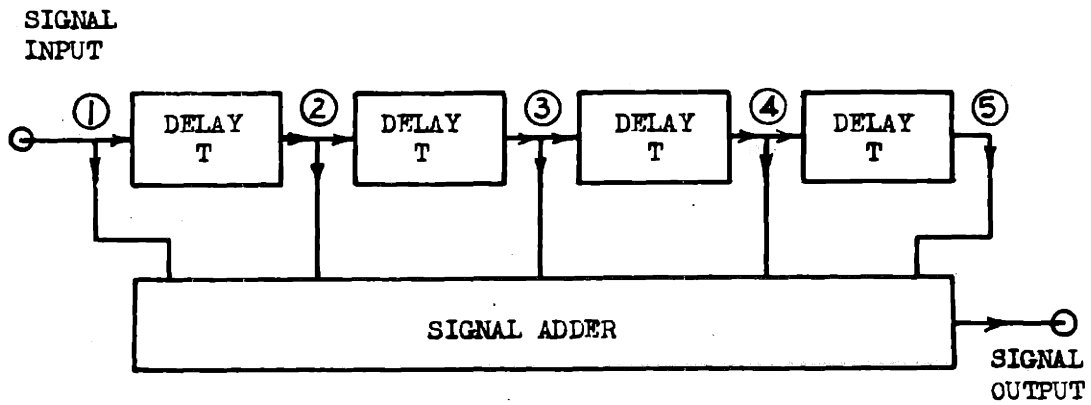 SIGNAL
INPUT
①
DELAY
T
②
DELAY
T
③
DELAY
T
④
DELAY
T
⑤
SIGNAL ADDER
SIGNAL
OUTPUT